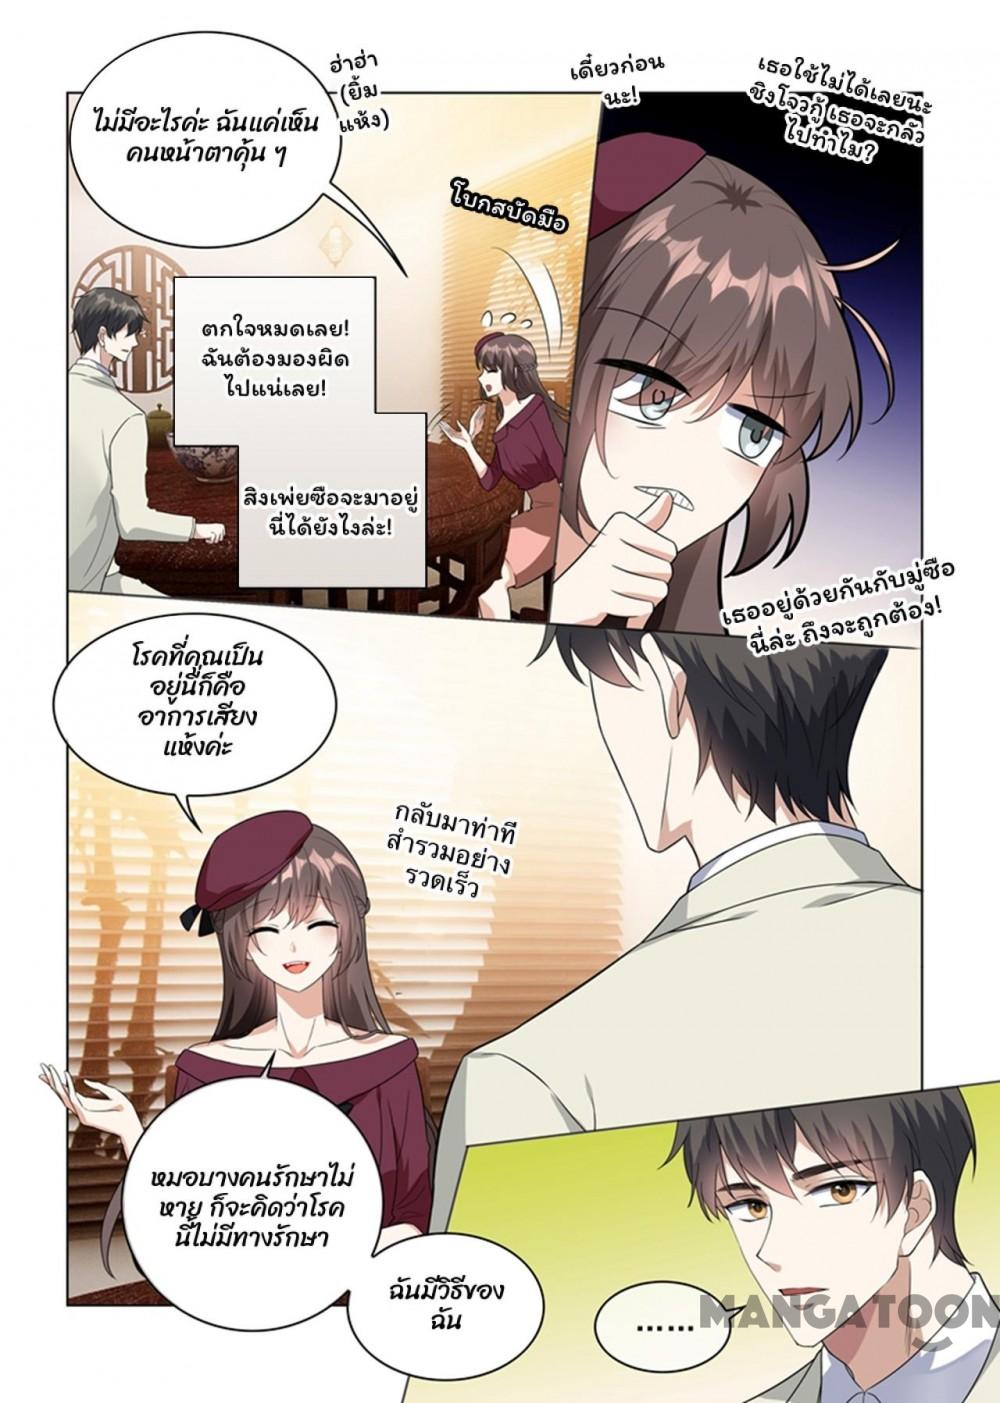 ไม่มีอะไรค่ะ ฉันแค่เห็น
คนหน้าตาคุ้น ๆ
ฮ่าฮ่า
(ยิ้ม
แห้ง)
โบกสบัดมือ
ตกใจหมดเลย!
ฉันต้องมองผิด
ไปแน่เลย!
สิงเพ่ยซือจะมาอยู่
นี่ได้ยังไงล่ะ!
เดี๋ยวก่อน
นะ!
เธอใช้ไม่ได้เลยนะ
ชิงโจวกู้ เธอจะกลัว
ไปทำไม?
เธออยู่ด้วยกันกับมู่ซือ
นี่ล่ะ ถึงจะถูกต้อง!
โรคที่คุณเป็น
อยู่นี่ก็คือ
อาการเสียง
แห้งค่ะ
กลับมาท่าที
สำรวมอย่าง
รวดเร็ว
หมอบางคนรักษาไม่
หาย ก็จะคิดว่าโรค
นี้ไม่มีทางรักษา
ฉันมีวิธีของ
ฉัน
......
MANGATOON